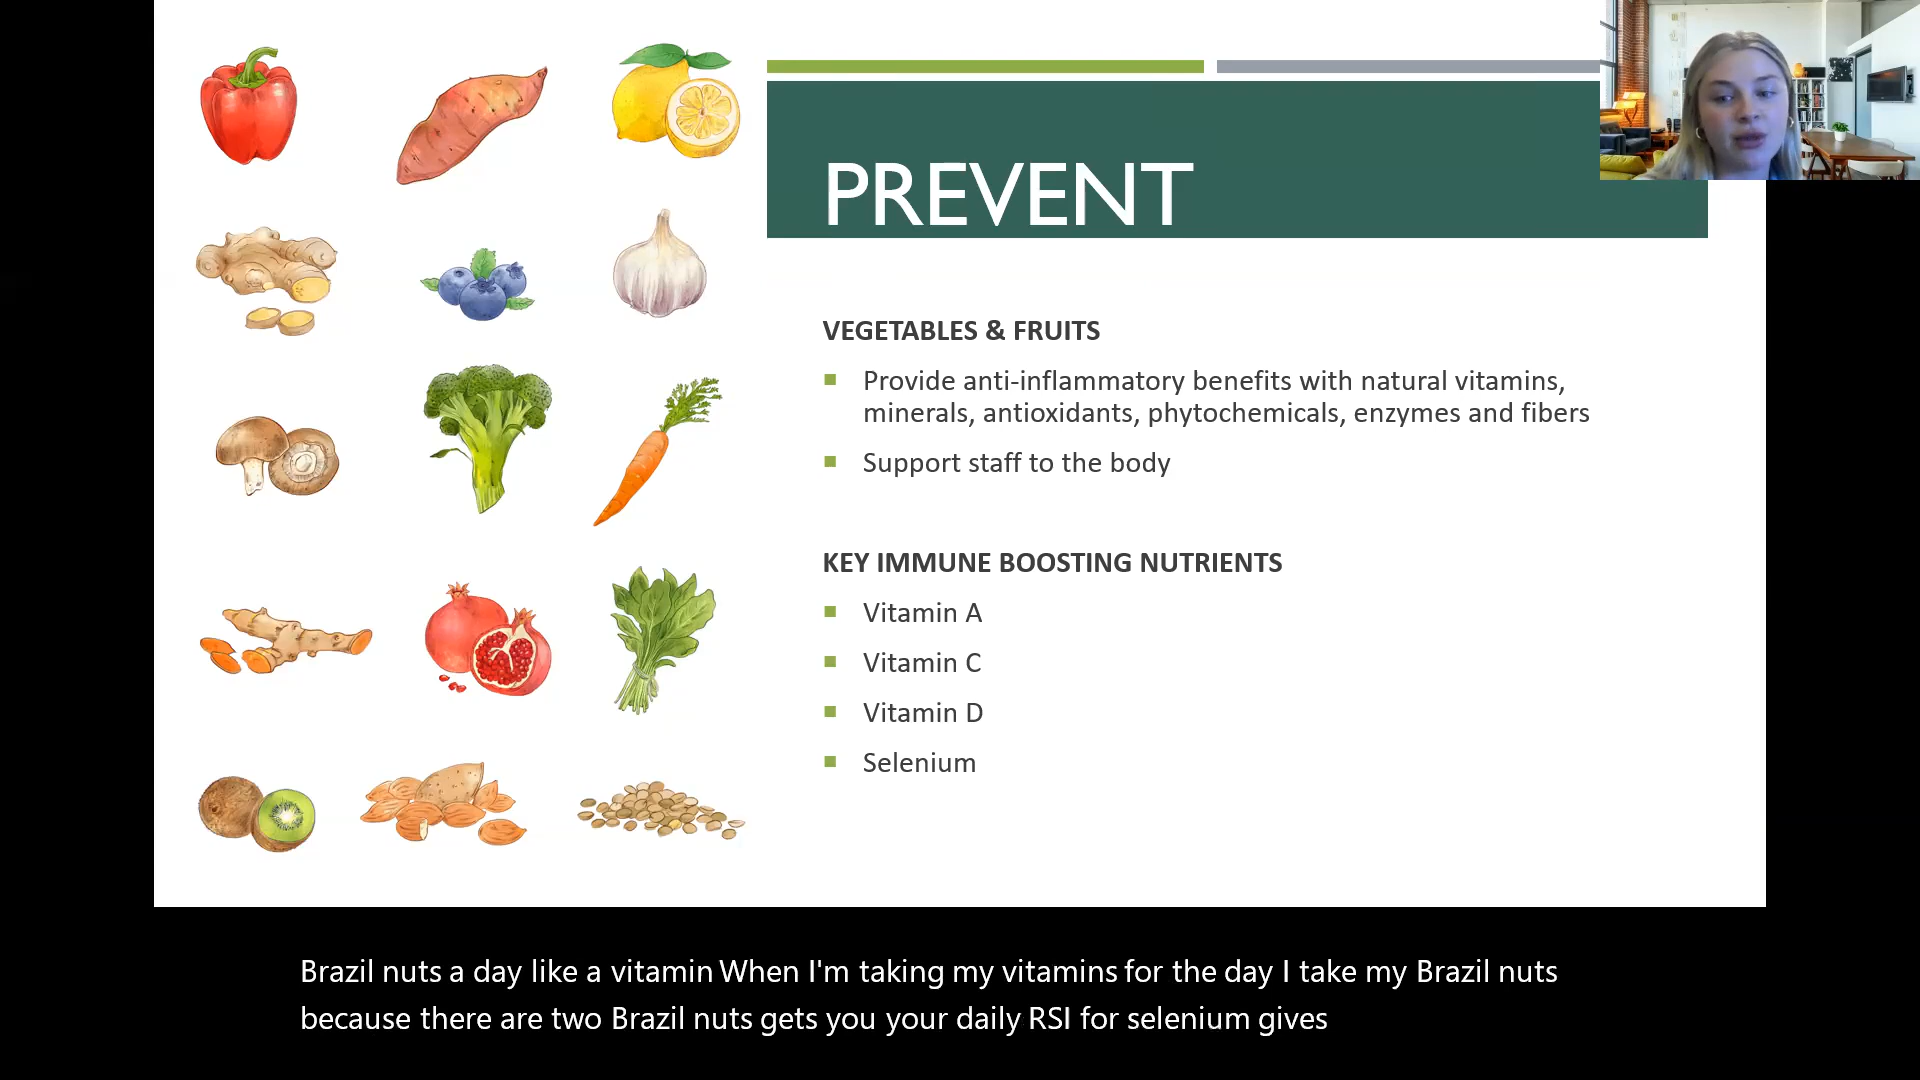 PREVENT
VEGETABLES & FRUITS
Provide anti-inflammatory benefits with natural vitamins,
minerals, antioxidants, phytochemicals, enzymes and fibers
Support staff to the body
KEY IMMUNE BOOSTING NUTRIENTS
Vitamin A
Vitamin C
Vitamin D
Selenium
Brazil nuts a day like a vitamin When I'm taking my vitamins for the day I take my Brazil nuts
because there are two Brazil nuts gets you your daily RSI for selenium gives